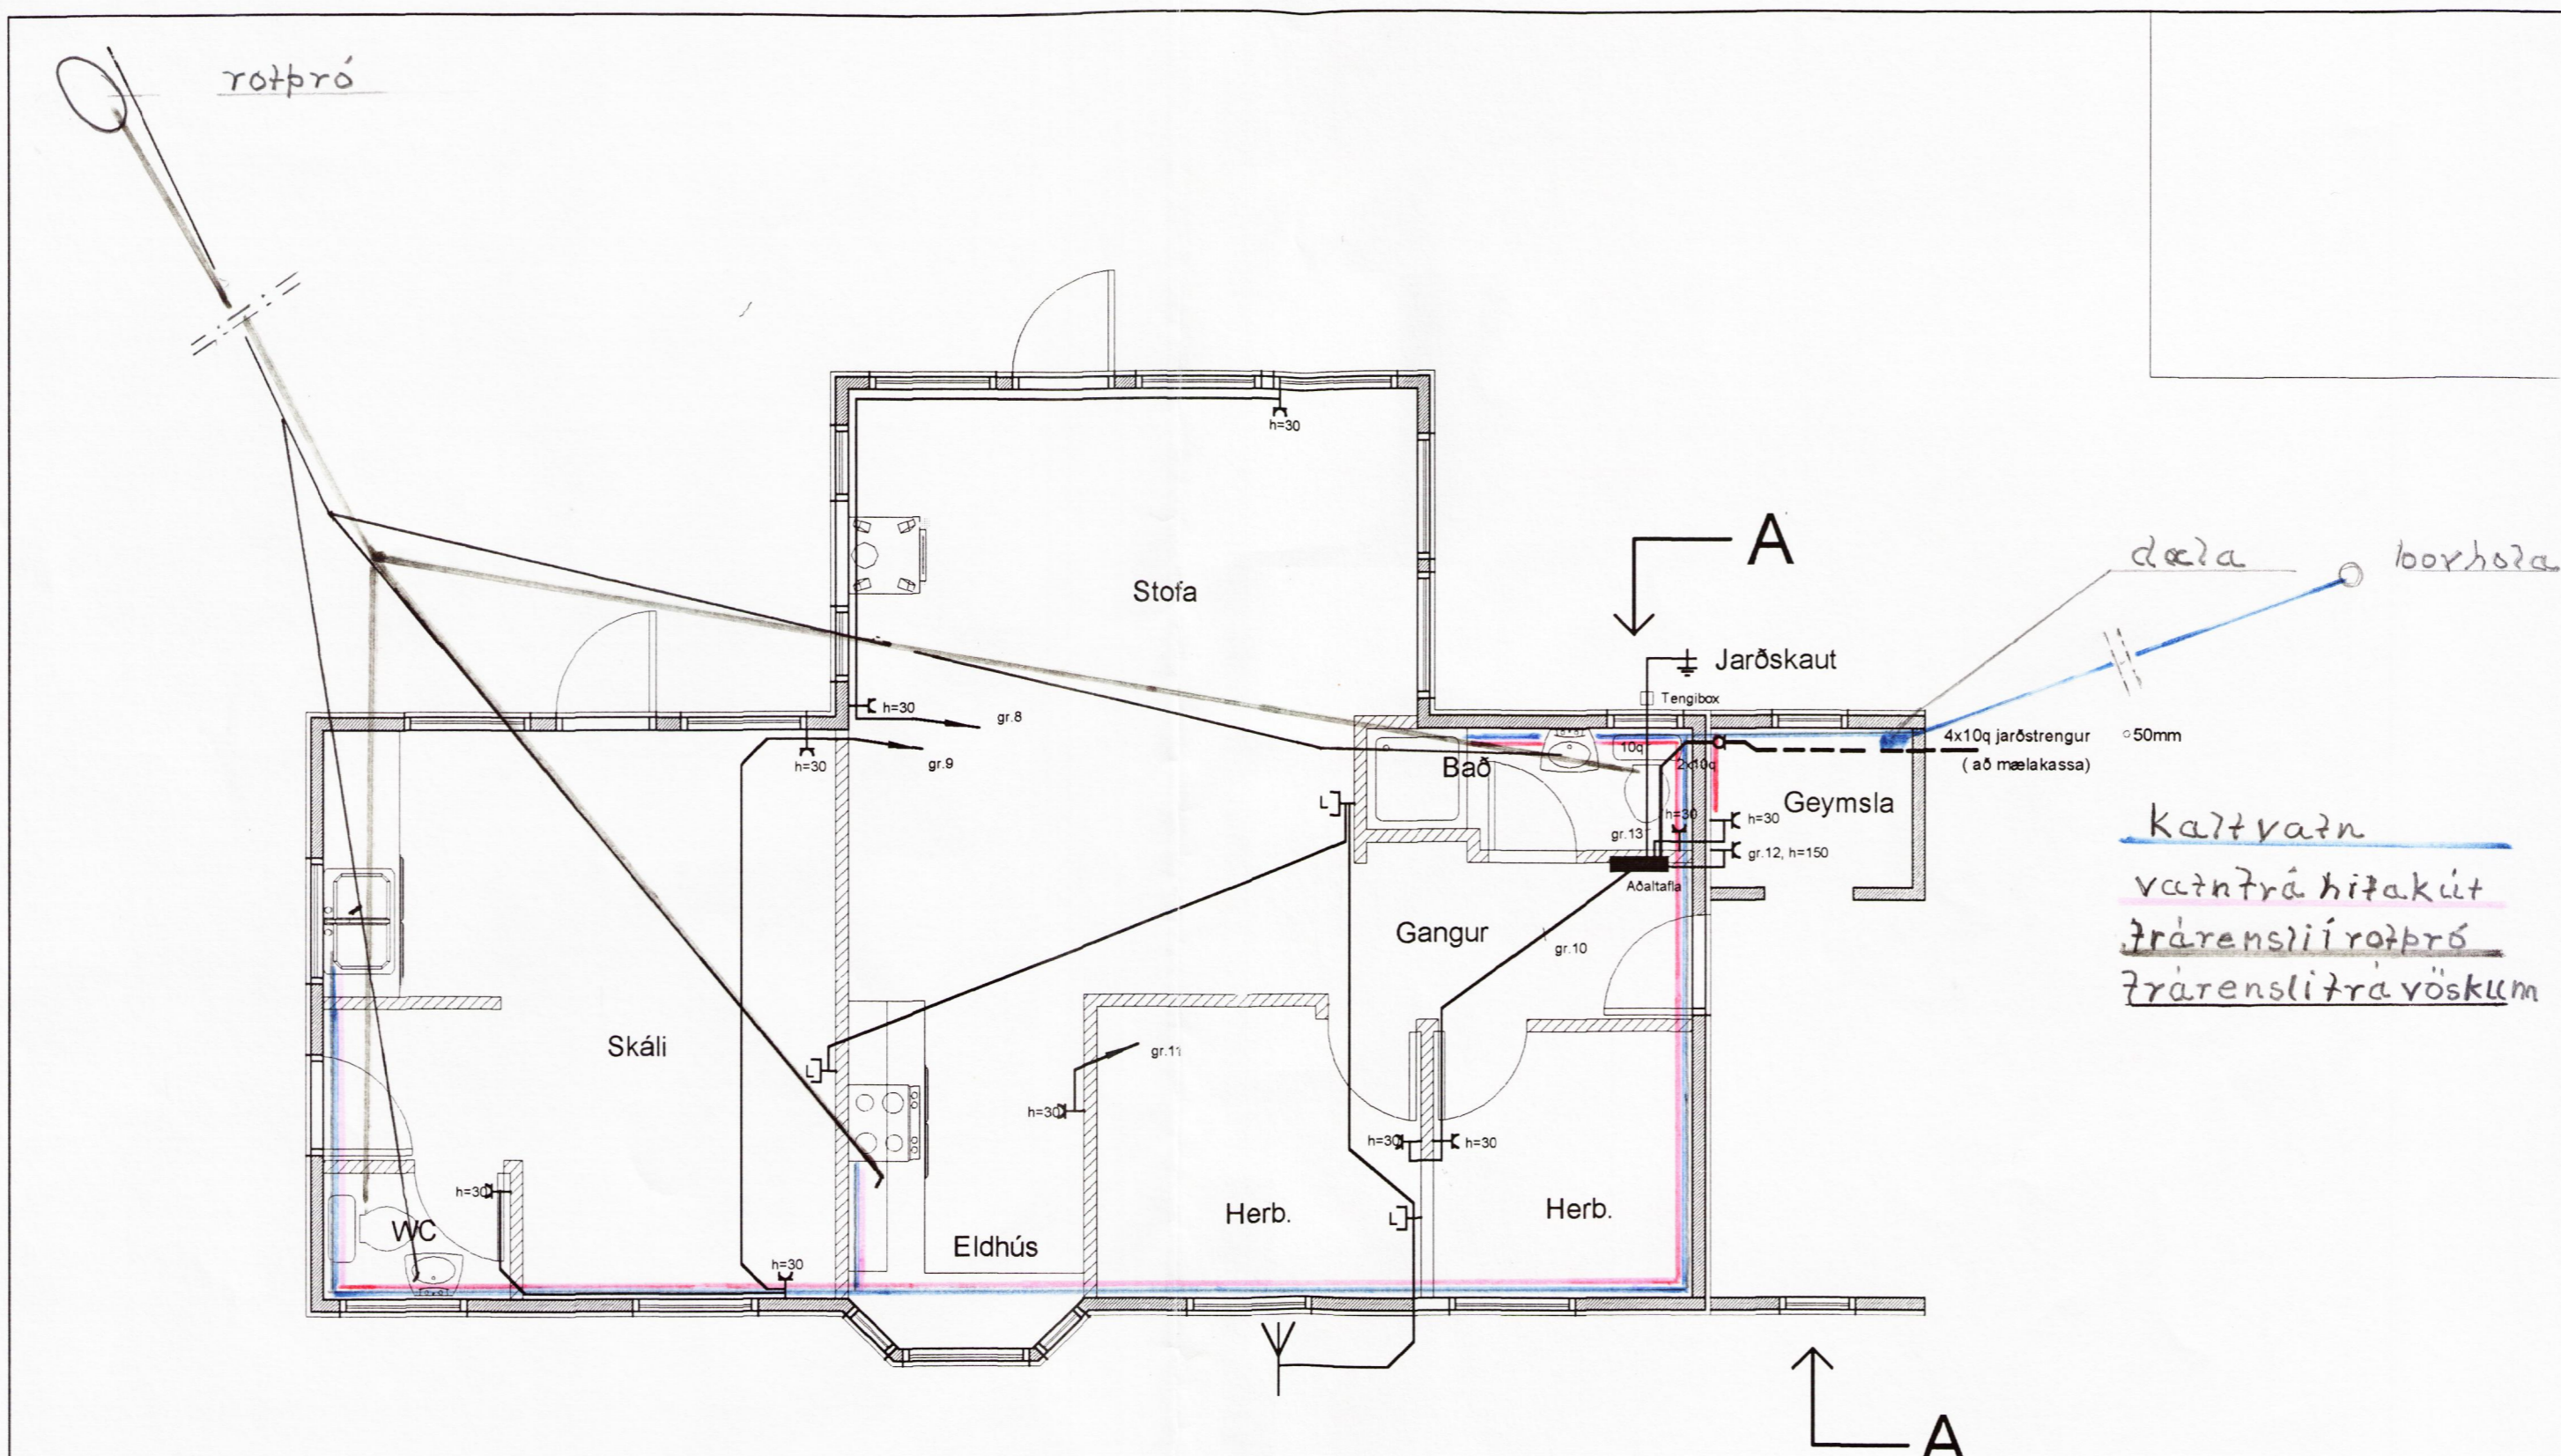 rotþró
h=30
A
Stofa
dæla
borhola
Jarðskaut
Tengibox
h=30
gr.8
gr.9
h=30
10q
2x10q
Bað
4x10q jarðstrengur
50mm
( að mælakassa)
Geymsla
L
h=30
h=30
gr.13
gr.12, h=150
Aðaltafla
kalt vatn
vatn frá hitakút
frárensli í rotþró
frárensli frá vöskum
Gangur
gr.10
Skáli
gr.11
L
h=30
h=30
h=30
h=30
WC
Herb.
Herb.
L
Eldhús
h=30
A